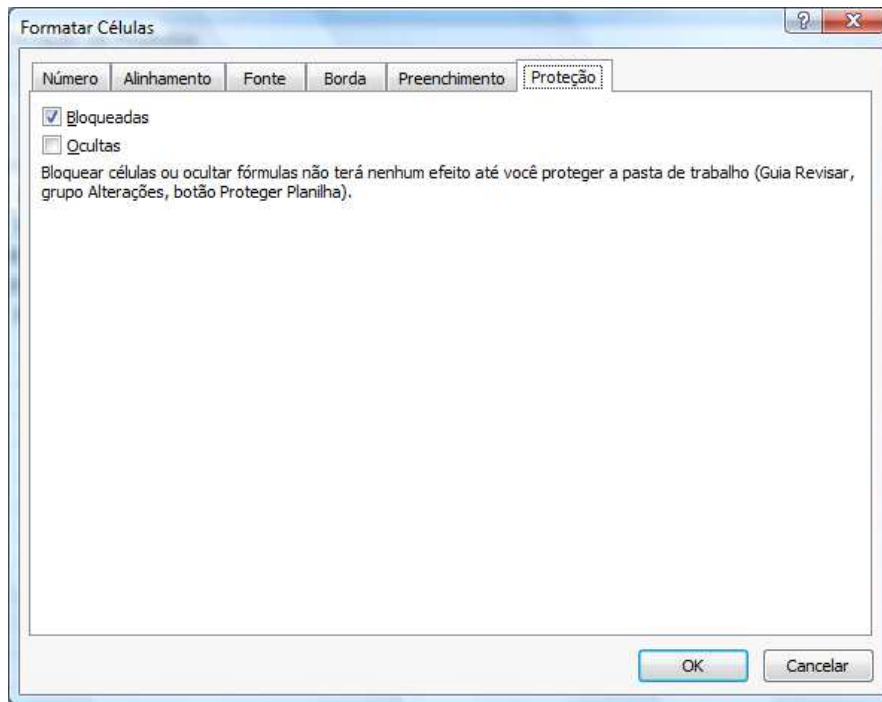 Formatar Células
Número Alinhamento Fonte Borda Preenchimento Proteção
Bloqueadas
Ocultas
Bloquear células ou ocultar fórmulas não terá nenhum efeito até você proteger a pasta de trabalho (Guia Revisar,
grupo Alterações, botão Proteger Planilha).
OK Cancelar